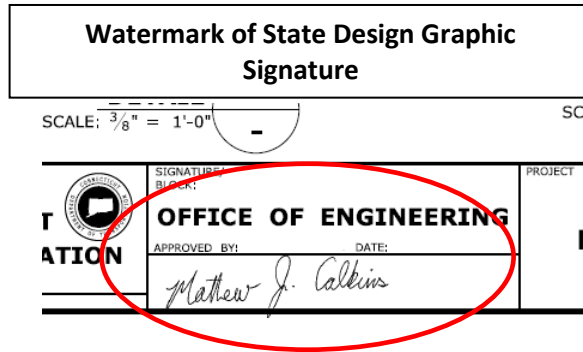 Watermark of State Design Graphic
Signature
SCALE: 3/8" = 1'-0"
-
SC
SIGNATURE/
BLOCK:
PROJECT
T
OFFICE OF ENGINEERING
ATION
APPROVED BY:
DATE:
Mathew J. Calkins